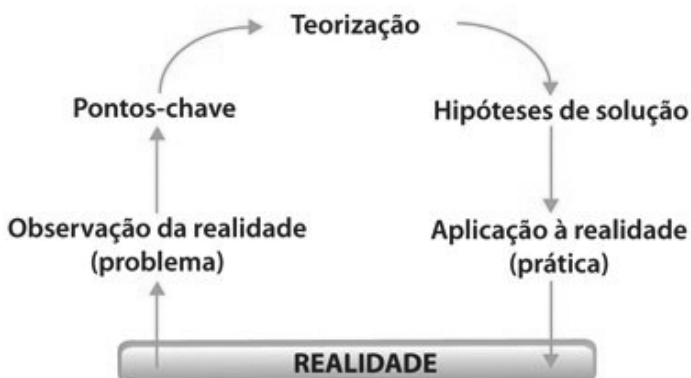 Teorização
Pontos-chave
Hipóteses de solução
Observação da realidade
(problema)
Aplicação à realidade
(prática)
REALIDADE